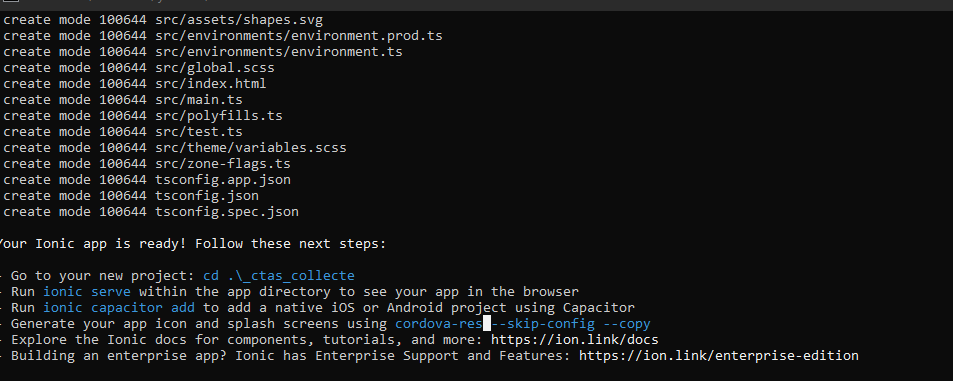 create mode 100644 src/assets/shapes.svg
create mode 100644 src/environments/environment.prod.ts
create mode 100644 src/environments/environment.ts
create mode 100644 src/global.scss
create mode 100644 src/index.html
create mode 100644 src/main.ts
create mode 100644 src/polyfills.ts
create mode 100644 src/test.ts
create mode 100644 src/theme/variables.scss
create mode 100644 src/zone-flags.ts
create mode 100644 tsconfig.app.json
create mode 100644 tsconfig.json
create mode 100644 tsconfig.spec.json
Your Ionic app is ready! Follow these next steps:
- Go to your new project: cd .\_ctas_collecte
- Run ionic serve within the app directory to see your app in the browser
- Run ionic capacitor add to add a native iOS or Android project using Capacitor
- Generate your app icon and splash screens using cordova-res --skip-config --copy
- Explore the Ionic docs for components, tutorials, and more: https://ion.link/docs
- Building an enterprise app? Ionic has Enterprise Support and Features: https://ion.link/enterprise-edition